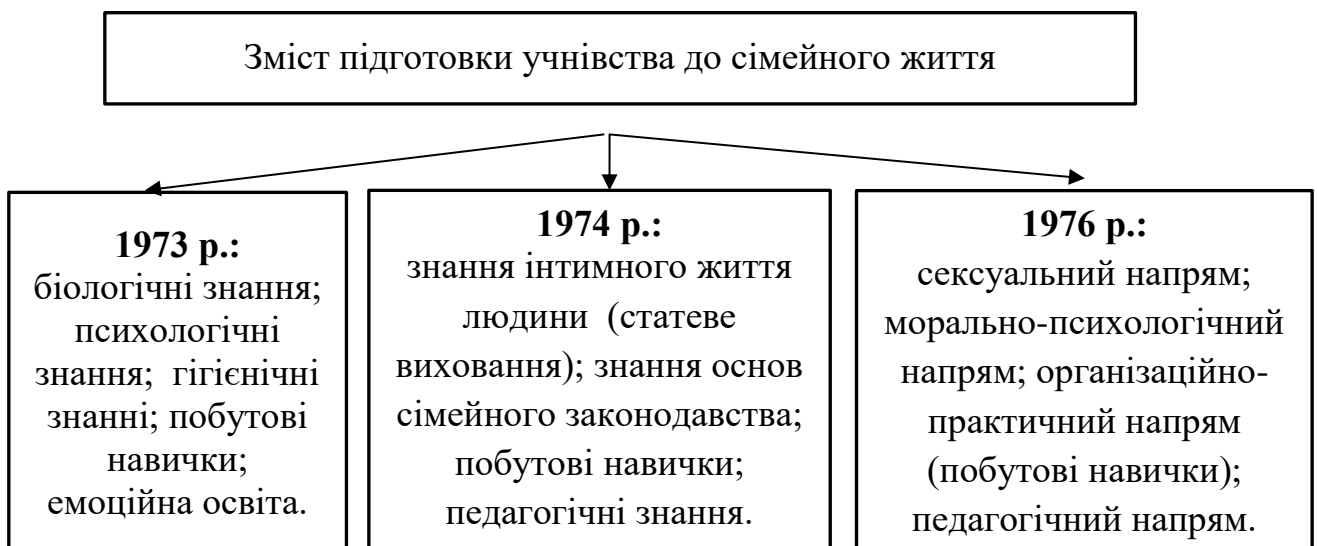 Зміст підготовки учнівства до сімейного життя
1973 р.:
біологічні знання;
психологічні
знання; гігієнічні
знанні; побутові
навички;
емоційна освіта.
1974 р.:
знання інтимного життя
людини (статеве
виховання); знання основ
сімейного законодавства;
побутові навички;
педагогічні знання.
1976 р.:
сексуальний напрям;
морально-психологічний
напрям; організаційно-
практичний напрям
(побутові навички);
педагогічний напрям.